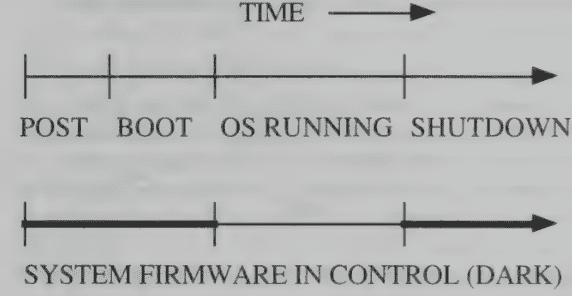 TIME
POST BOOT OS RUNNING SHUTDOWN
SYSTEM FIRMWARE IN CONTROL (DARK)